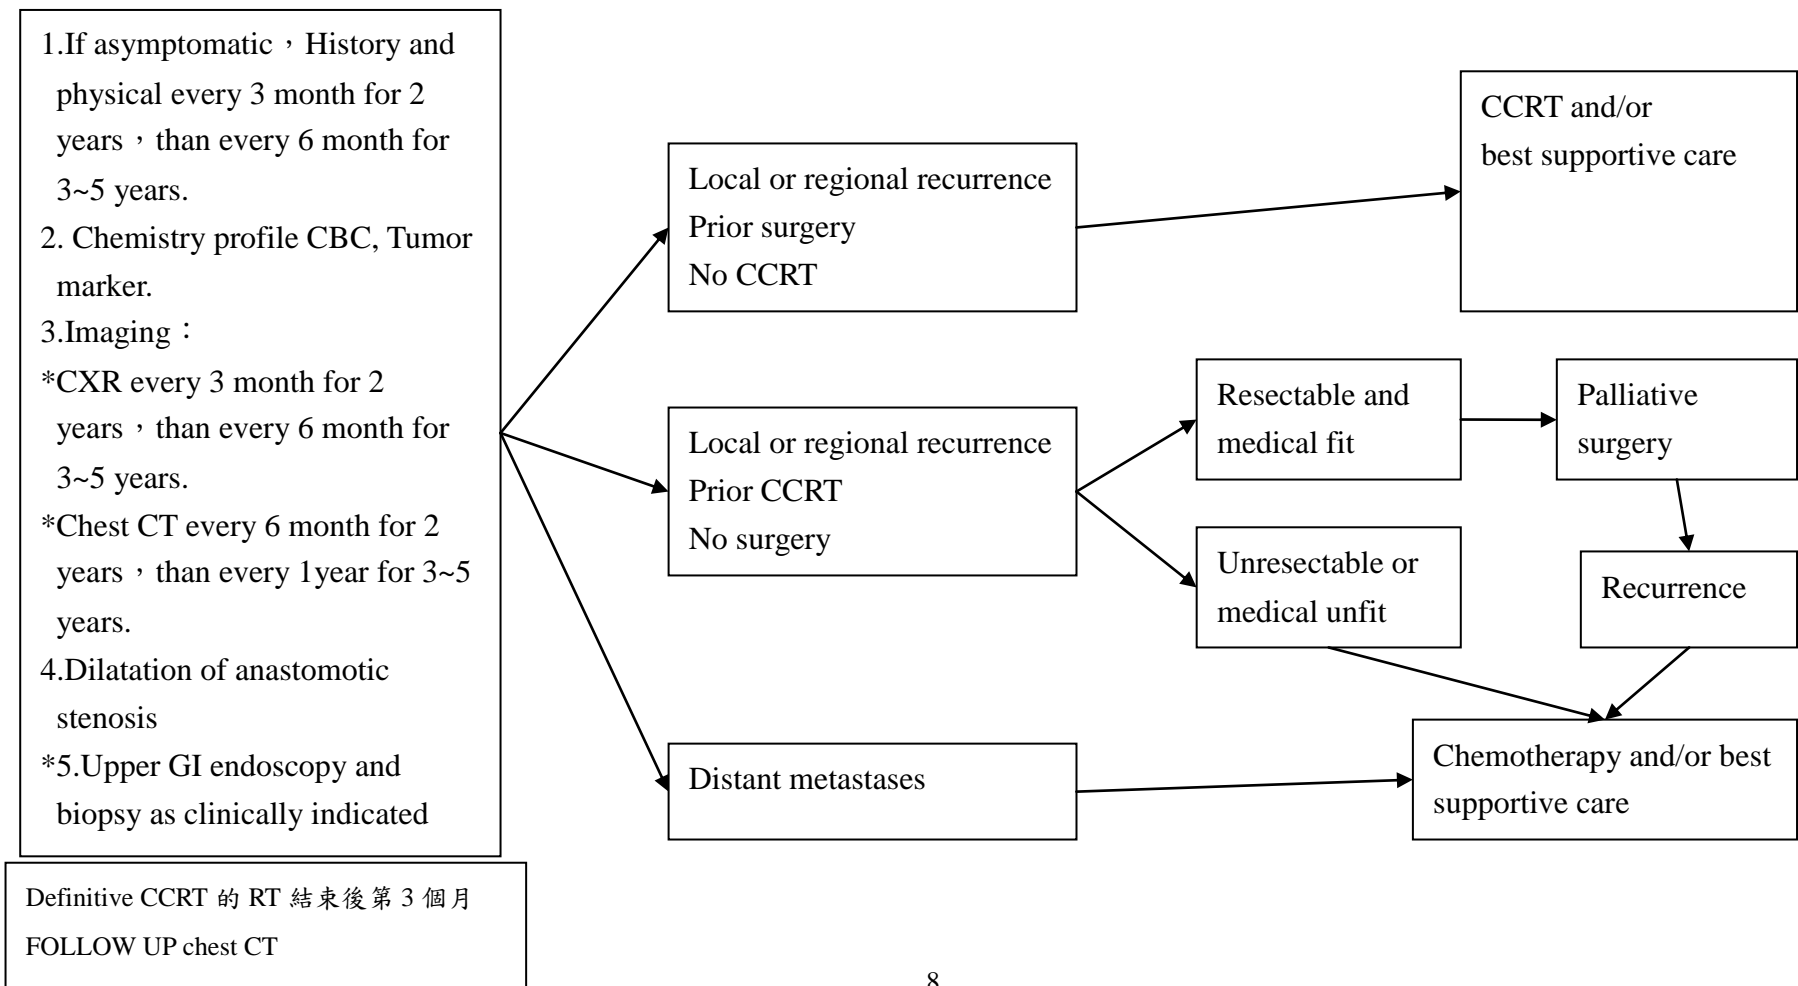 1.If asymptomatic，History and
physical every 3 month for 2
years，than every 6 month for
3~5 years.
2. Chemistry profile CBC, Tumor
marker.
3.Imaging：
*CXR every 3 month for 2
years，than every 6 month for
3~5 years.
*Chest CT every 6 month for 2
years，than every 1year for 3~5
years.
4.Dilatation of anastomotic
stenosis
*5.Upper GI endoscopy and
biopsy as clinically indicated
Definitive CCRT 的 RT 結束後第 3 個月
FOLLOW UP chest CT
Local or regional recurrence
Prior surgery
No CCRT
CCRT and/or
best supportive care
Local or regional recurrence
Prior CCRT
No surgery
Resectable and
medical fit
Palliative
surgery
Unresectable or
medical unfit
Recurrence
Distant metastases
Chemotherapy and/or best
supportive care
8